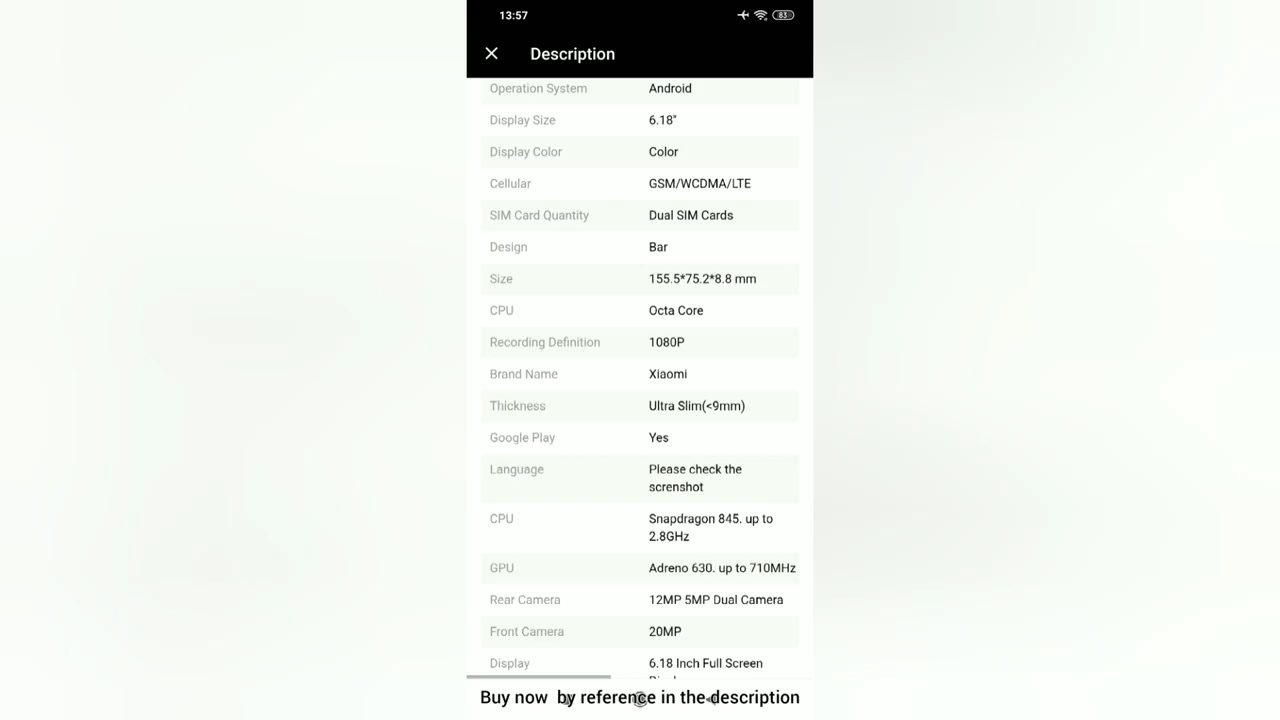 13:57
83
Description
Operation System Android
Display Size 6.18"
Display Color Color
Cellular GSM/WCDMA/LTE
SIM Card Quantity Dual SIM Cards
Design Bar
Size 155.5*75.2*8.8 mm
CPU Octa Core
Recording Definition 1080P
Brand Name Xiaomi
Thickness Ultra Slim(<9mm)
Google Play Yes
Language Please check the
screnshot
CPU Snapdragon 845. up to
2.8GHz
GPU Adreno 630. up to 710MHz
Rear Camera 12MP 5MP Dual Camera
Front Camera 20MP
Display 6.18 Inch Full Screen
Buy now by reference in the description